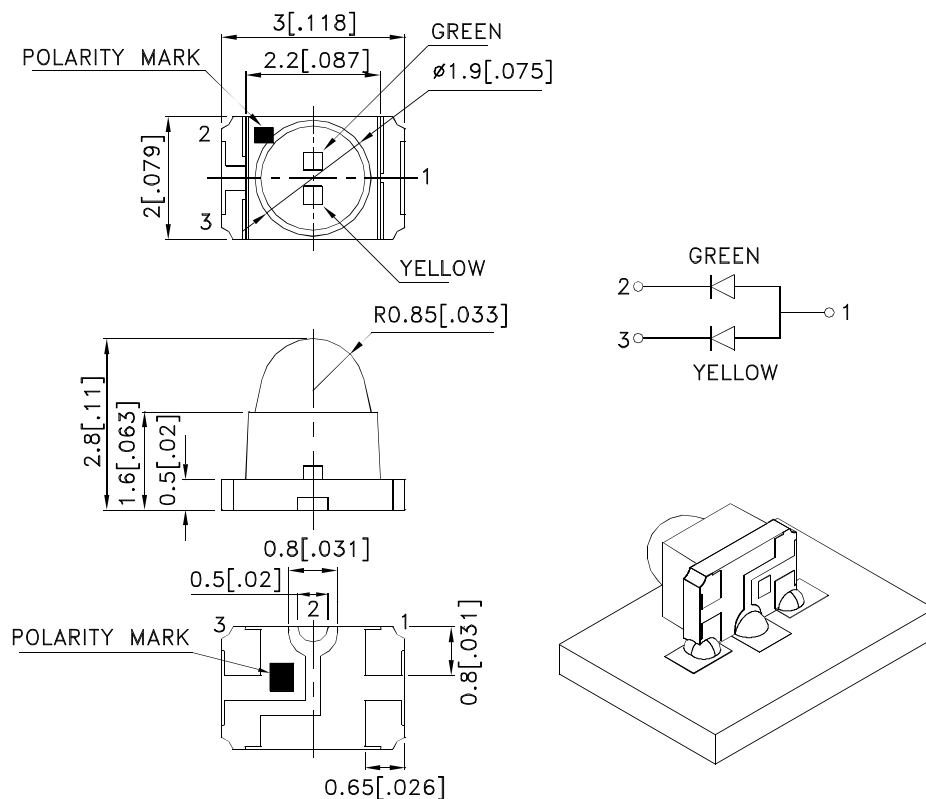 3[.118]
GREEN
POLARITY MARK
2.2[.087]
ø1.9[.075]
2
1
2[.079]
3
YELLOW
GREEN
2
1
3
YELLOW
R0.85[.033]
2.8[.11]
1.6[.063]
0.5[.02]
0.8[.031]
0.5[.02]
2
3
1
POLARITY MARK
0.8[.031]
0.65[.026]